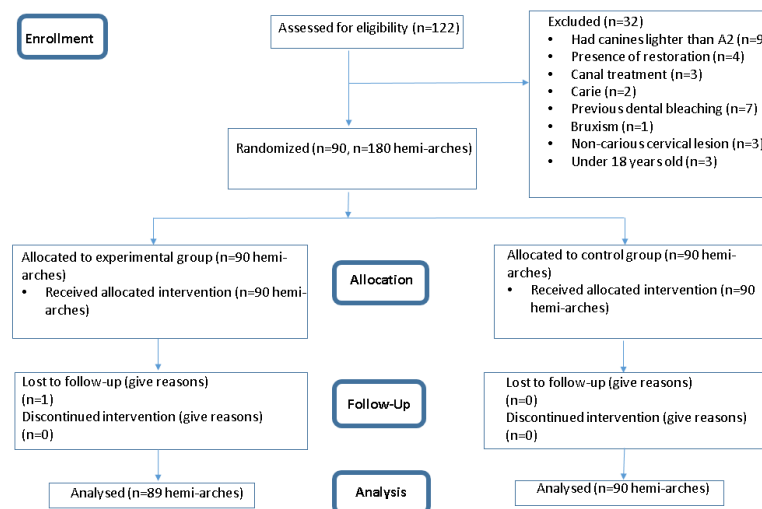 Enrollment
Assessed for eligibility (n=122)
Excluded (n=32)
• Had canines lighter than A2 (n=9
• Presence of restoration (n=4)
• Canal treatment (n=3)
• Carie (n=2)
• Previous dental bleaching (n=7)
• Bruxism (n=1)
• Non-carious cervical lesion (n=3)
• Under 18 years old (n=3)
Randomized (n=90, n=180 hemi-arches)
Allocated to experimental group (n=90 hemi-
arches)
• Received allocated intervention (n=90 hemi-
arches)
Allocation
Allocated to control group (n=90 hemi-
arches)
• Received allocated intervention (n=90
hemi-arches)
Lost to follow-up (give reasons)
(n=1)
Discontinued intervention (give reasons)
(n=0)
Follow-Up
Lost to follow-up (give reasons)
(n=0)
Discontinued intervention (give reasons)
(n=0)
Analysed (n=89 hemi-arches)
Analysis
Analysed (n=90 hemi-arches)